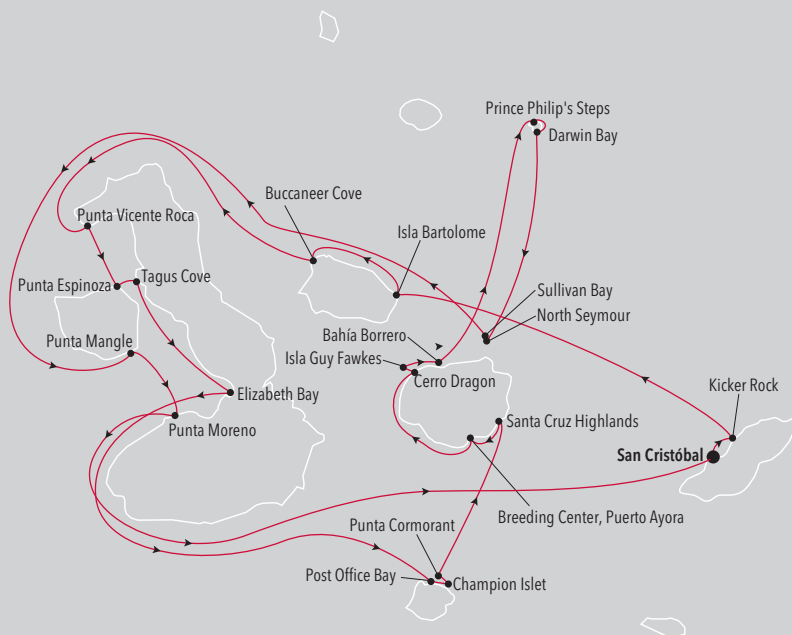 Prince Philip's Steps
Darwin Bay
Buccaneer Cove
Punta Vicente Roca
Isla Bartolome
Tagus Cove
Punta Espinoza
Sullivan Bay
North Seymour
Bahía Borrero
Punta Mangle
Isla Guy Fawkes
Cerro Dragon
Kicker Rock
Elizabeth Bay
Santa Cruz Highlands
Punta Moreno
San Cristóbal
Breeding Center, Puerto Ayora
Punta Cormorant
Post Office Bay
Champion Islet